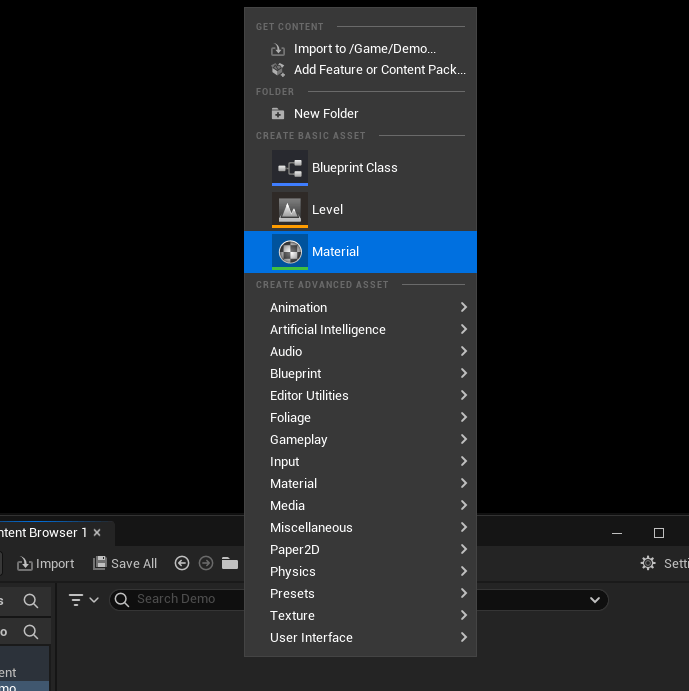 GET CONTENT
Import to /Game/Demo...
Add Feature or Content Pack...
FOLDER
New Folder
CREATE BASIC ASSET
Blueprint Class
Level
Material
CREATE ADVANCED ASSET
Animation
Artificial Intelligence
Audio
Blueprint
Editor Utilities
Foliage
Gameplay
Input
Material
Media
Miscellaneous
Paper2D
Physics
Presets
Texture
User Interface
ntent Browser 1
Import Save All Setti
s
Search Demo
o
ent
mo